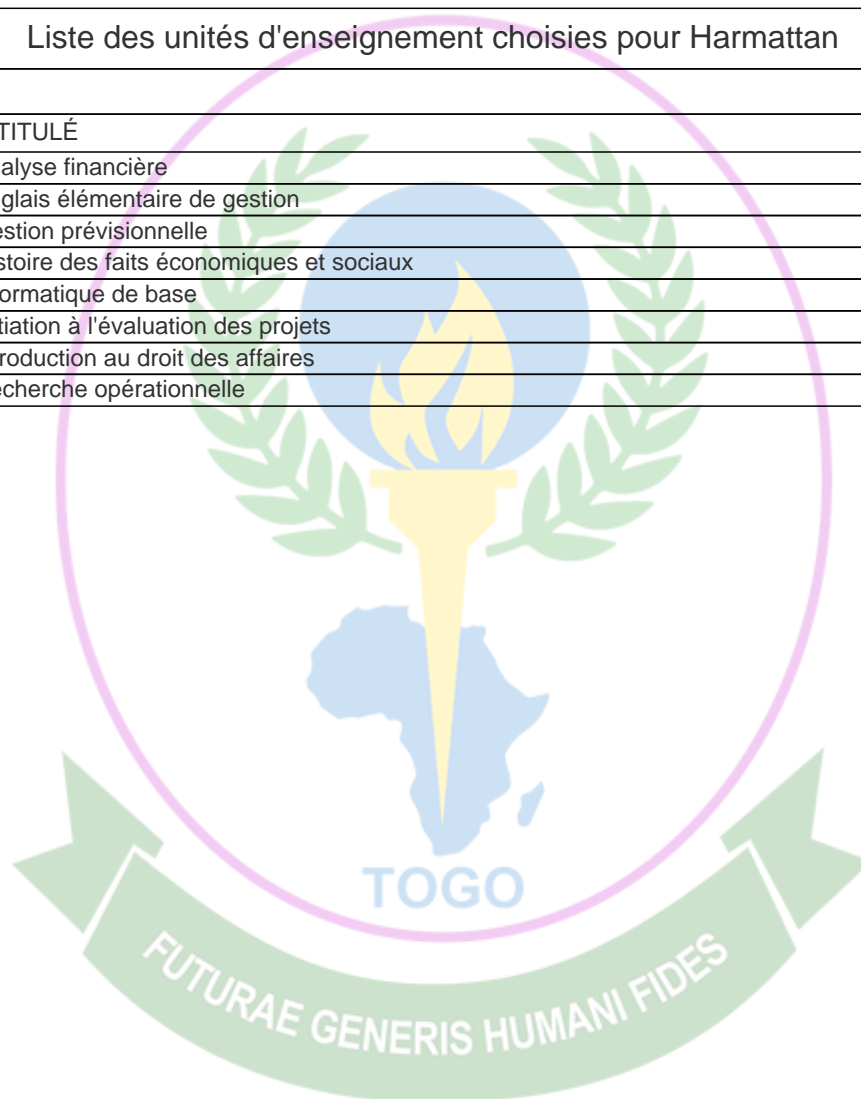 Liste des unités d'enseignement choisies pour Harmattan
TITULÉ
alyse financière
glais élémentaire de gestion
estion prévisionnelle
stoire des faits économiques et sociaux
ormatique de base
tiation à l'évaluation des projets
roduction au droit des affaires
echerche opérationnelle
TOGO
FUTURAE GENERIS HUMANI FIDES